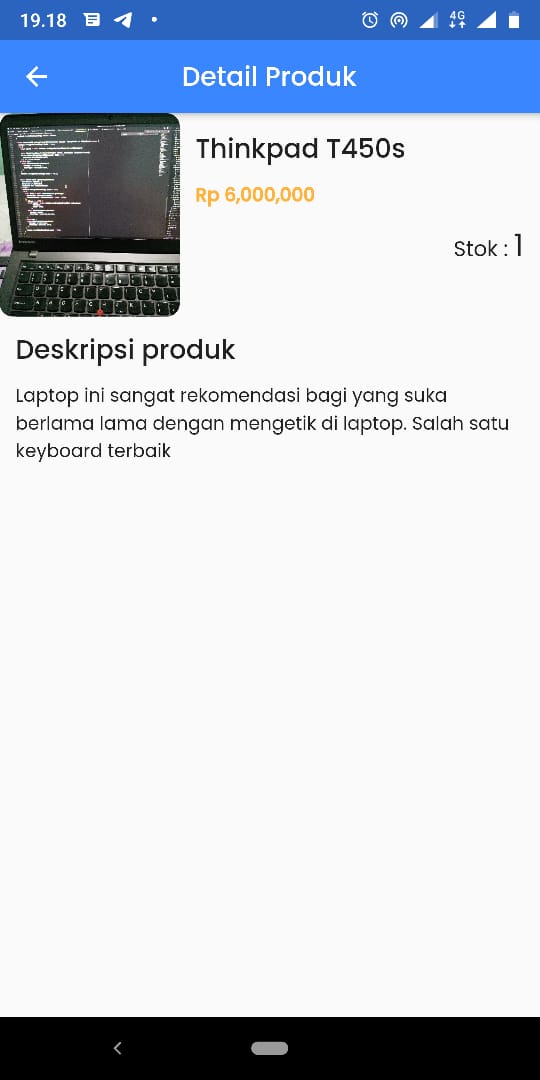 19.18
4G
Detail Produk
Thinkpad T450s
Rp 6,000,000
Stok : 1
Deskripsi produk
Laptop ini sangat rekomendasi bagi yang suka
berlama lama dengan mengetik di laptop. Salah satu
keyboard terbaik